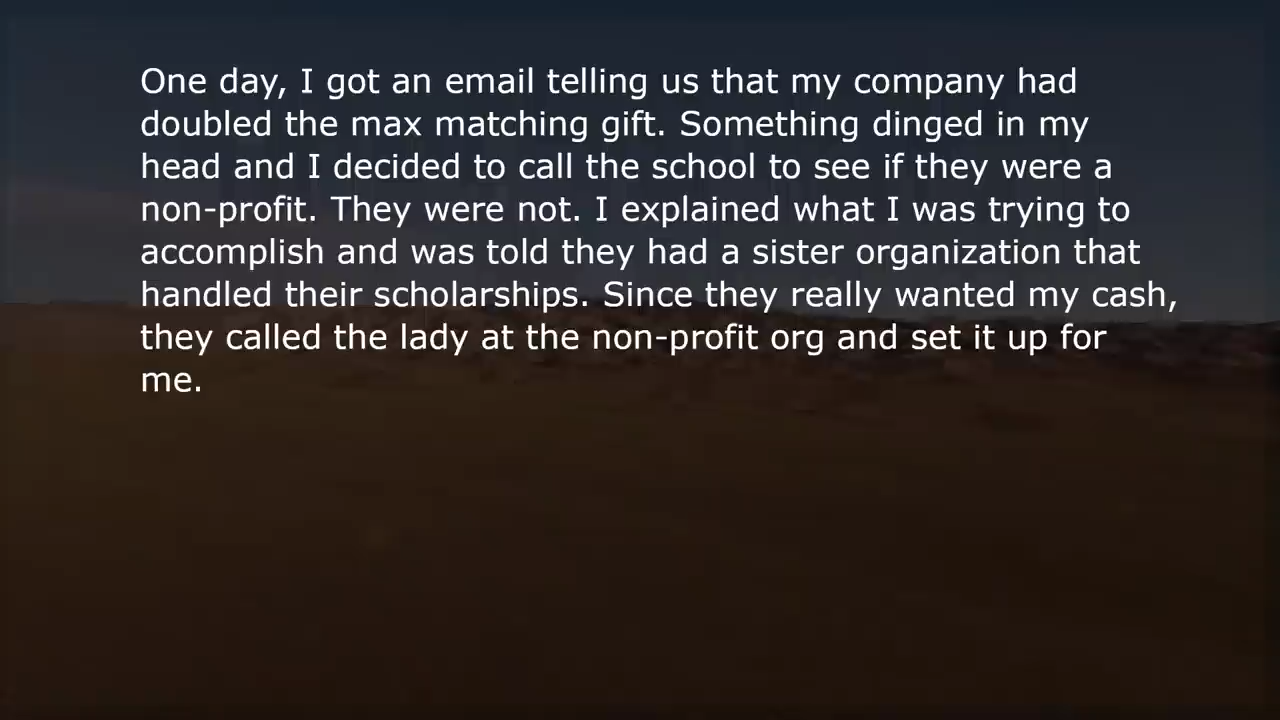 One day, I got an email telling us that my company had
doubled the max matching gift. Something dinged in my
head and I decided to call the school to see if they were a
non-profit. They were not. I explained what I was trying to
accomplish and was told they had a sister organization that
handled their scholarships. Since they really wanted my cash,
they called the lady at the non-profit org and set it up for
me.